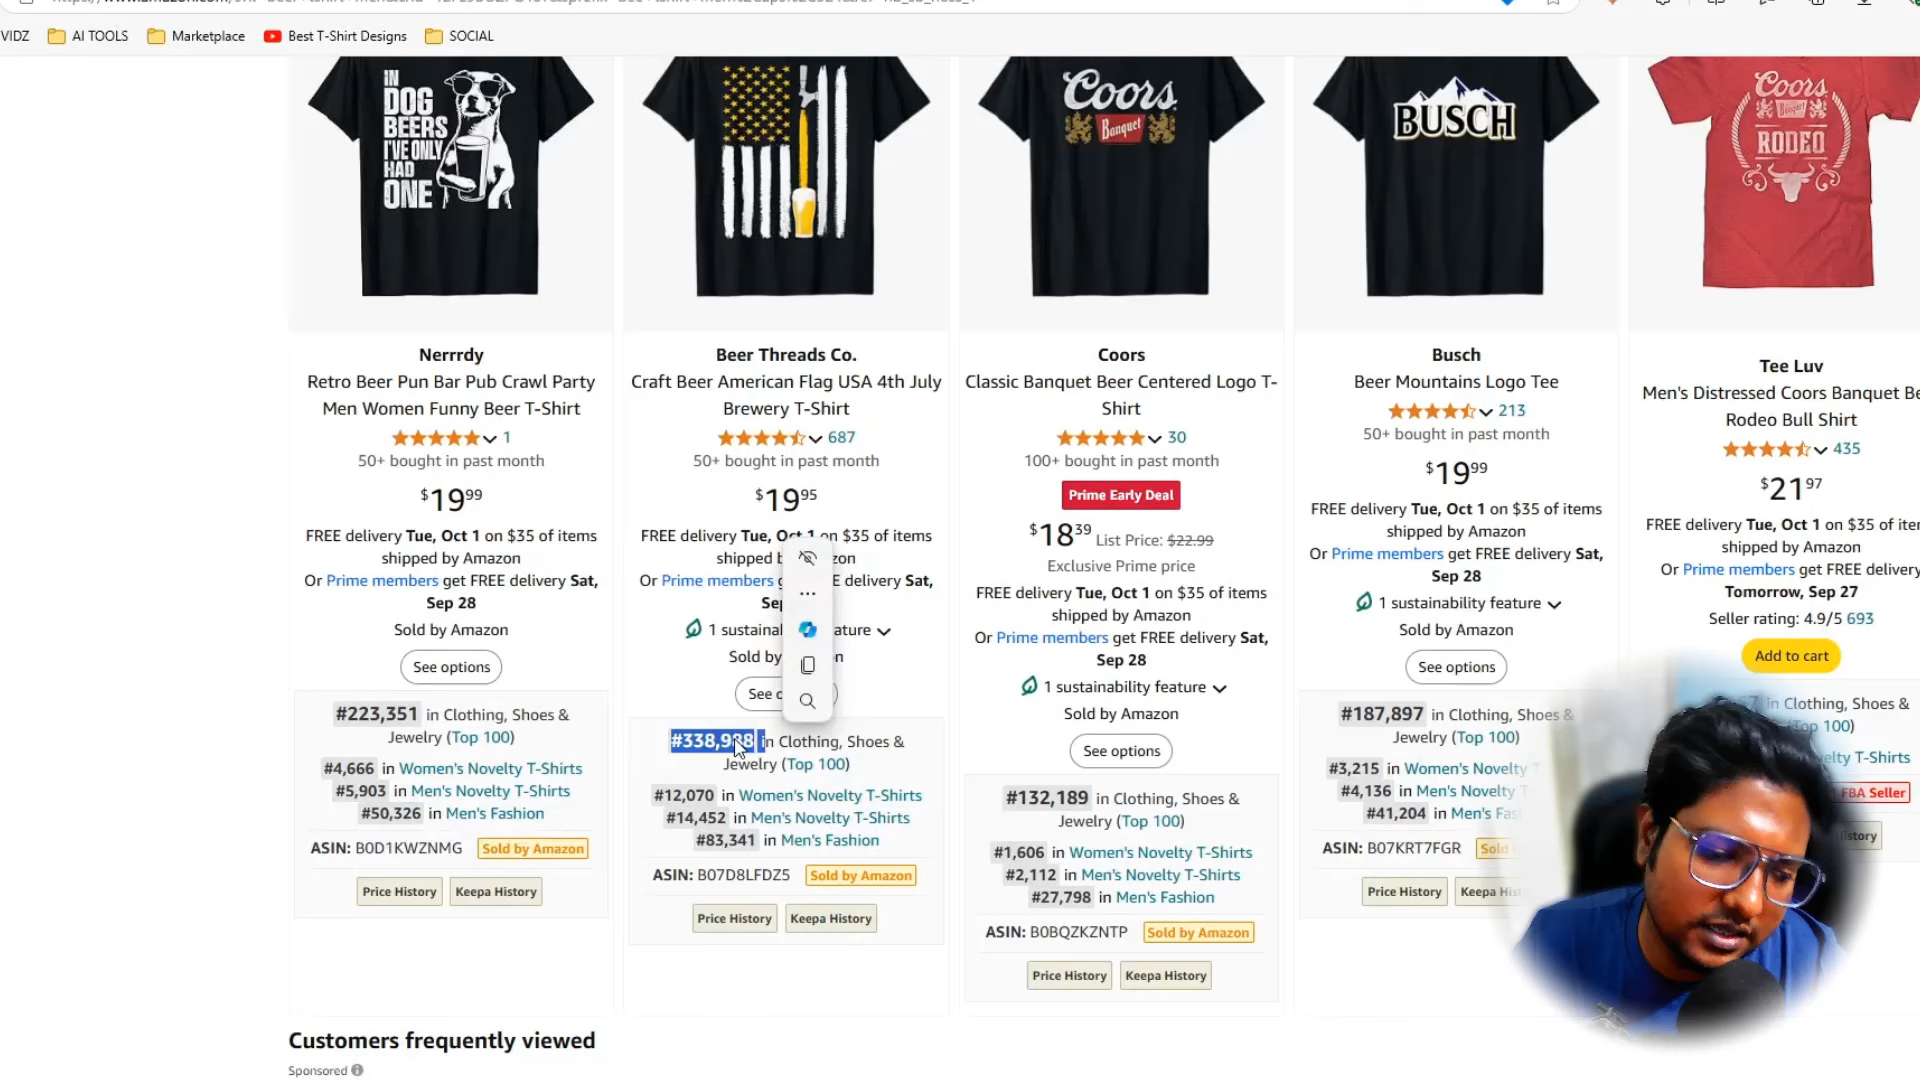 VIDZ
AI TOOLS
Marketplace
Best T-Shirt Designs
SOCIAL
IN
DOG
BEERS
I'VE ONLY
HAD
ONE
Coors
Banquet
BUSCH
Coors
Banquet
RODEO
Nerrrdy
Retro Beer Pun Bar Pub Crawl Party
Men Women Funny Beer T-Shirt
1
50+ bought in past month
$19.99
FREE delivery Tue, Oct 1 on $35 of items
shipped by Amazon
Or Prime members get FREE delivery Sat,
Sep 28
Sold by Amazon
See options
#223,351 in Clothing, Shoes &
Jewelry (Top 100)
#4,666 in Women's Novelty T-Shirts
#5,903 in Men's Novelty T-Shirts
#50,326 in Men's Fashion
ASIN: B0D1KWZNMG Sold by Amazon
Price History Keepa History
Beer Threads Co.
Craft Beer American Flag USA 4th July
Brewery T-Shirt
687
50+ bought in past month
$19.95
FREE delivery Tue, Oct 1 on $35 of items
shipped b zon
Or Prime members g E delivery Sat,
Sep
1 sustainal ature
Sold by n
See o
#338,988 in Clothing, Shoes &
Jewelry (Top 100)
#12,070 in Women's Novelty T-Shirts
#14,452 in Men's Novelty T-Shirts
#83,341 in Men's Fashion
ASIN: B07D8LFDZ5 Sold by Amazon
Price History Keepa History
Coors
Classic Banquet Beer Centered Logo T-
Shirt
30
100+ bought in past month
Prime Early Deal
$18.39 List Price: $22.99
Exclusive Prime price
FREE delivery Tue, Oct 1 on $35 of items
shipped by Amazon
Or Prime members get FREE delivery Sat,
Sep 28
1 sustainability feature
Sold by Amazon
See options
#132,189 in Clothing, Shoes &
Jewelry (Top 100)
#1,606 in Women's Novelty T-Shirts
#2,112 in Men's Novelty T-Shirts
#27,798 in Men's Fashion
ASIN: B0BQZKZNTP Sold by Amazon
Price History Keepa History
Busch
Beer Mountains Logo Tee
213
50+ bought in past month
$19.99
FREE delivery Tue, Oct 1 on $35 of items
shipped by Amazon
Or Prime members get FREE delivery Sat,
Sep 28
1 sustainability feature
Sold by Amazon
See options
#187,897 in Clothing, Shoes &
Jewelry (Top 100)
#3,215 in Women's Novelty T
#4,136 in Men's Novelty T
#41,204 in Men's Fas
ASIN: B07KRT7FGR Sold
Price History Keepa His
Tee Luv
Men's Distressed Coors Banquet Be
Rodeo Bull Shirt
435
$21.97
FREE delivery Tue, Oct 1 on $35 of iter
shipped by Amazon
Or Prime members get FREE delivery
Tomorrow, Sep 27
Seller rating: 4.9/5 693
Add to cart
7 in Clothing, Shoes &
Top 100)
elty T-Shirts
FBA Seller
History
Customers frequently viewed
Sponsored